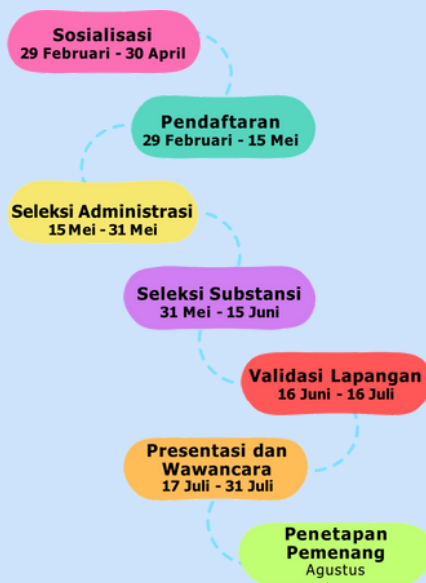 Sosialisasi
29 Februari - 30 April
Pendaftaran
29 Februari - 15 Mei
Seleksi Administrasi
15 Mei - 31 Mei
Seleksi Substansi
31 Mei - 15 Juni
Validasi Lapangan
16 Juni - 16 Juli
Presentasi dan
Wawancara
17 Juli - 31 Juli
Penetapan
Pemenang
Agustus